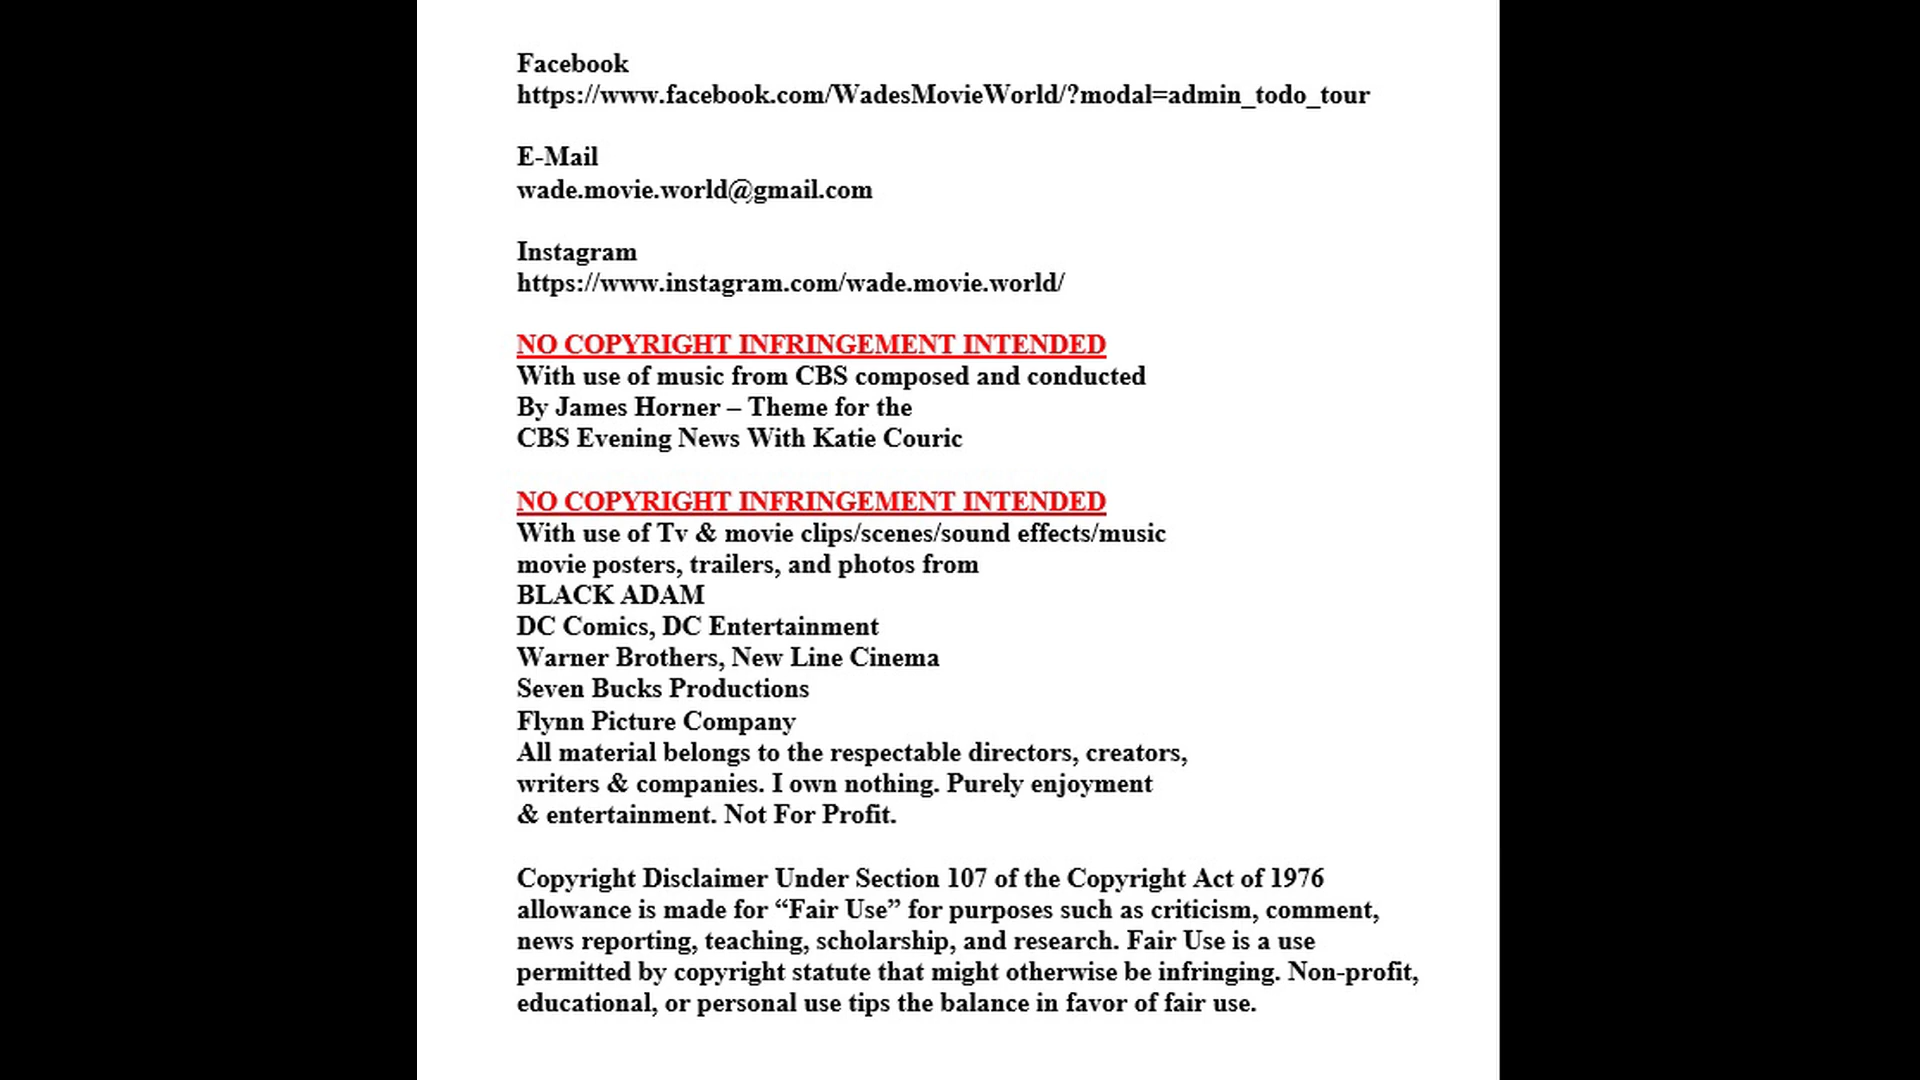 Facebook
https://www.facebook.com/WadesMovieWorld/?modal=admin_todo_tour
E-Mail
wade.movie.world@gmail.com
Instagram
https://www.instagram.com/wade.movie.world/
NO COPYRIGHT INFRINGEMENT INTENDED
With use of music from CBS composed and conducted
By James Horner – Theme for the
CBS Evening News With Katie Couric
NO COPYRIGHT INFRINGEMENT INTENDED
With use of Tv & movie clips/scenes/sound effects/music
movie posters, trailers, and photos from
BLACK ADAM
DC Comics, DC Entertainment
Warner Brothers, New Line Cinema
Seven Bucks Productions
Flynn Picture Company
All material belongs to the respectable directors, creators,
writers & companies. I own nothing. Purely enjoyment
& entertainment. Not For Profit.
Copyright Disclaimer Under Section 107 of the Copyright Act of 1976
allowance is made for “Fair Use” for purposes such as criticism, comment,
news reporting, teaching, scholarship, and research. Fair Use is a use
permitted by copyright statute that might otherwise be infringing. Non-profit,
educational, or personal use tips the balance in favor of fair use.